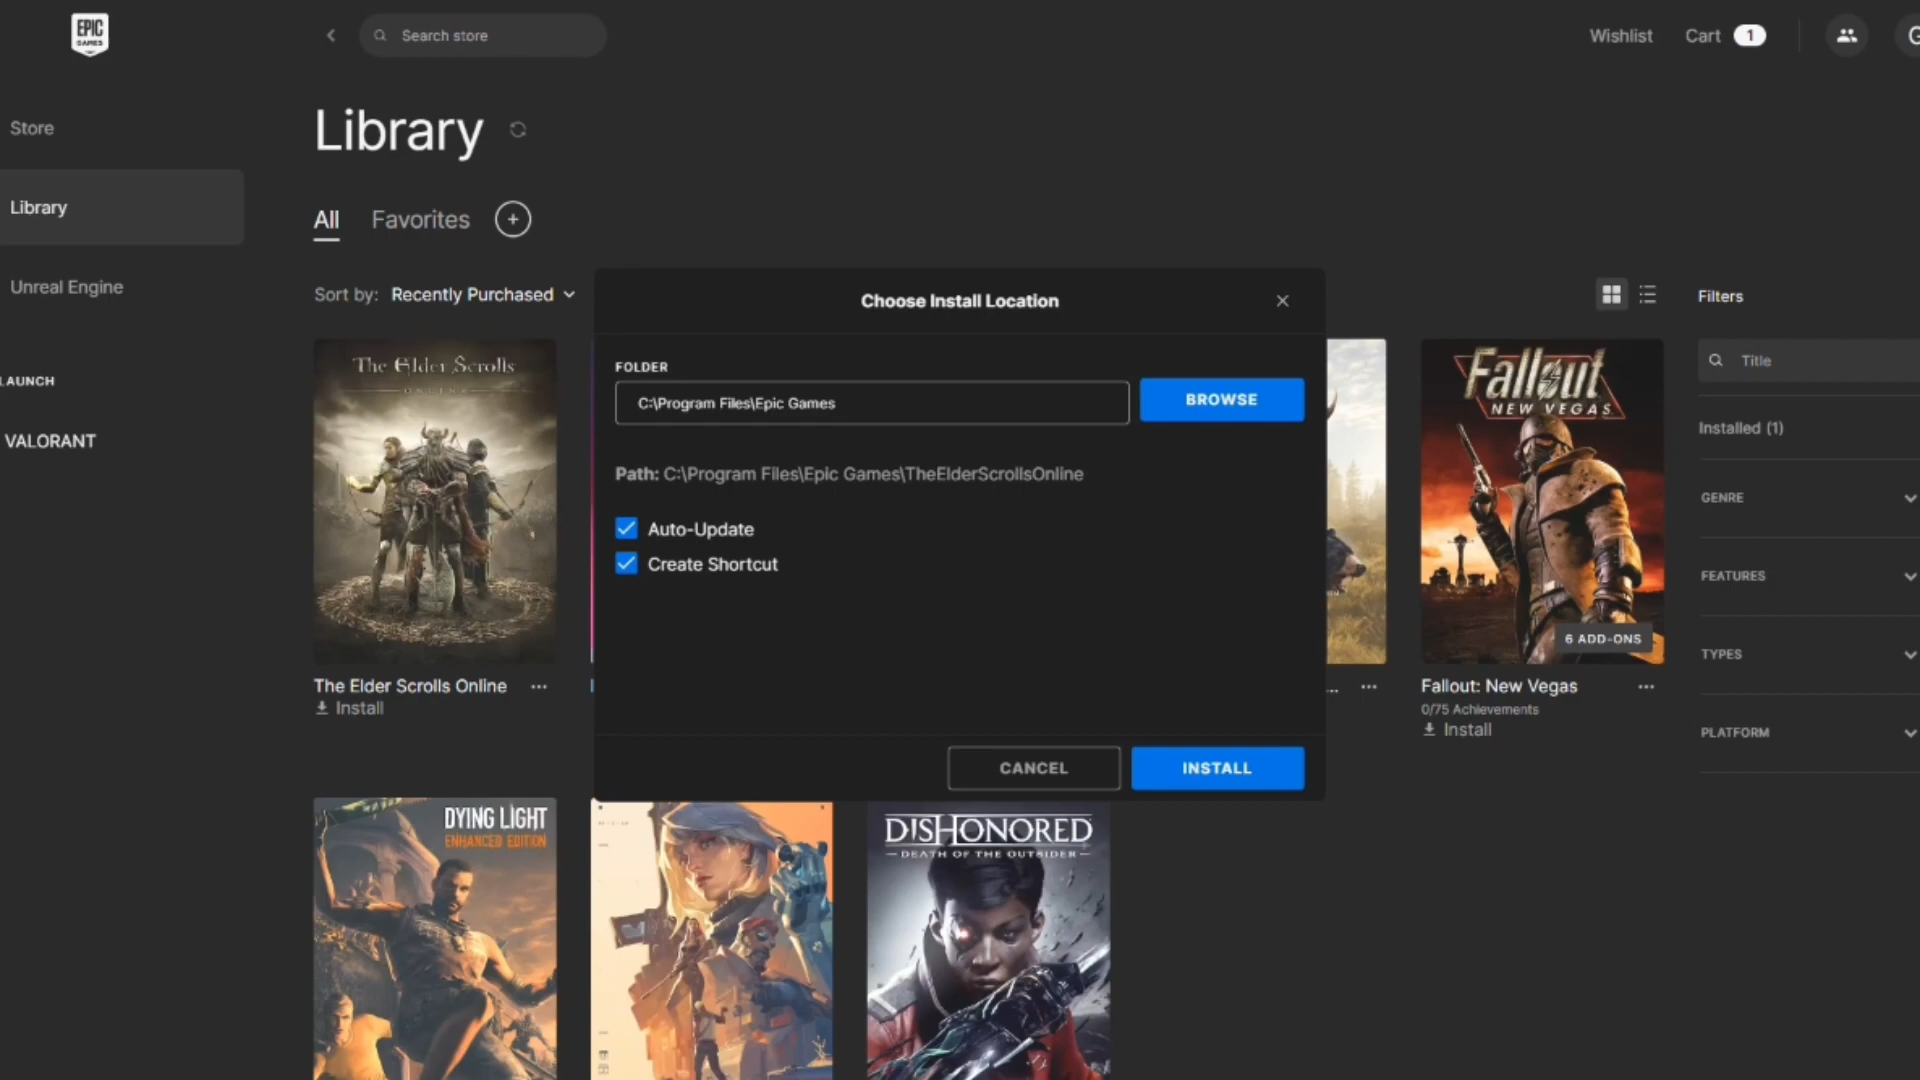 EPIC
GAMES
Search store
Wishlist
Cart
1
Store
Library
Unreal Engine
LAUNCH
VALORANT
Library
All
Favorites
Sort by: Recently Purchased
Filters
Title
Installed (1)
GENRE
FEATURES
TYPES
PLATFORM
Choose Install Location
FOLDER
C:\Program Files\Epic Games
BROWSE
Path: C:\Program Files\Epic Games\TheElderScrollsOnline
Auto-Update
Create Shortcut
CANCEL
INSTALL
The Elder Scrolls
ONLINE
The Elder Scrolls Online ...
Install
... ...
Fallout
NEW VEGAS
6 ADD-ONS
Fallout: New Vegas ...
0/75 Achievements
Install
DYING LIGHT
ENHANCED EDITION
DISHONORED
DEATH OF THE OUTSIDER